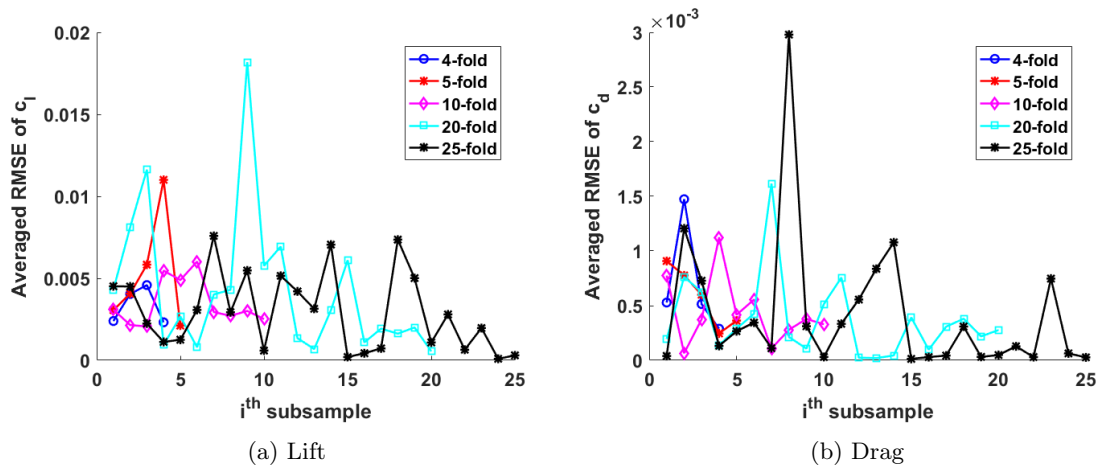 Averaged RMSE of c_l
0.02
0.015
0.01
0.005
0
0 5 10 15 20 25
i^th subsample
4-fold
5-fold
10-fold
20-fold
25-fold
(a) Lift
×10^-3
Averaged RMSE of c_d
3
2.5
2
1.5
1
0.5
0
0 5 10 15 20 25
i^th subsample
4-fold
5-fold
10-fold
20-fold
25-fold
(b) Drag